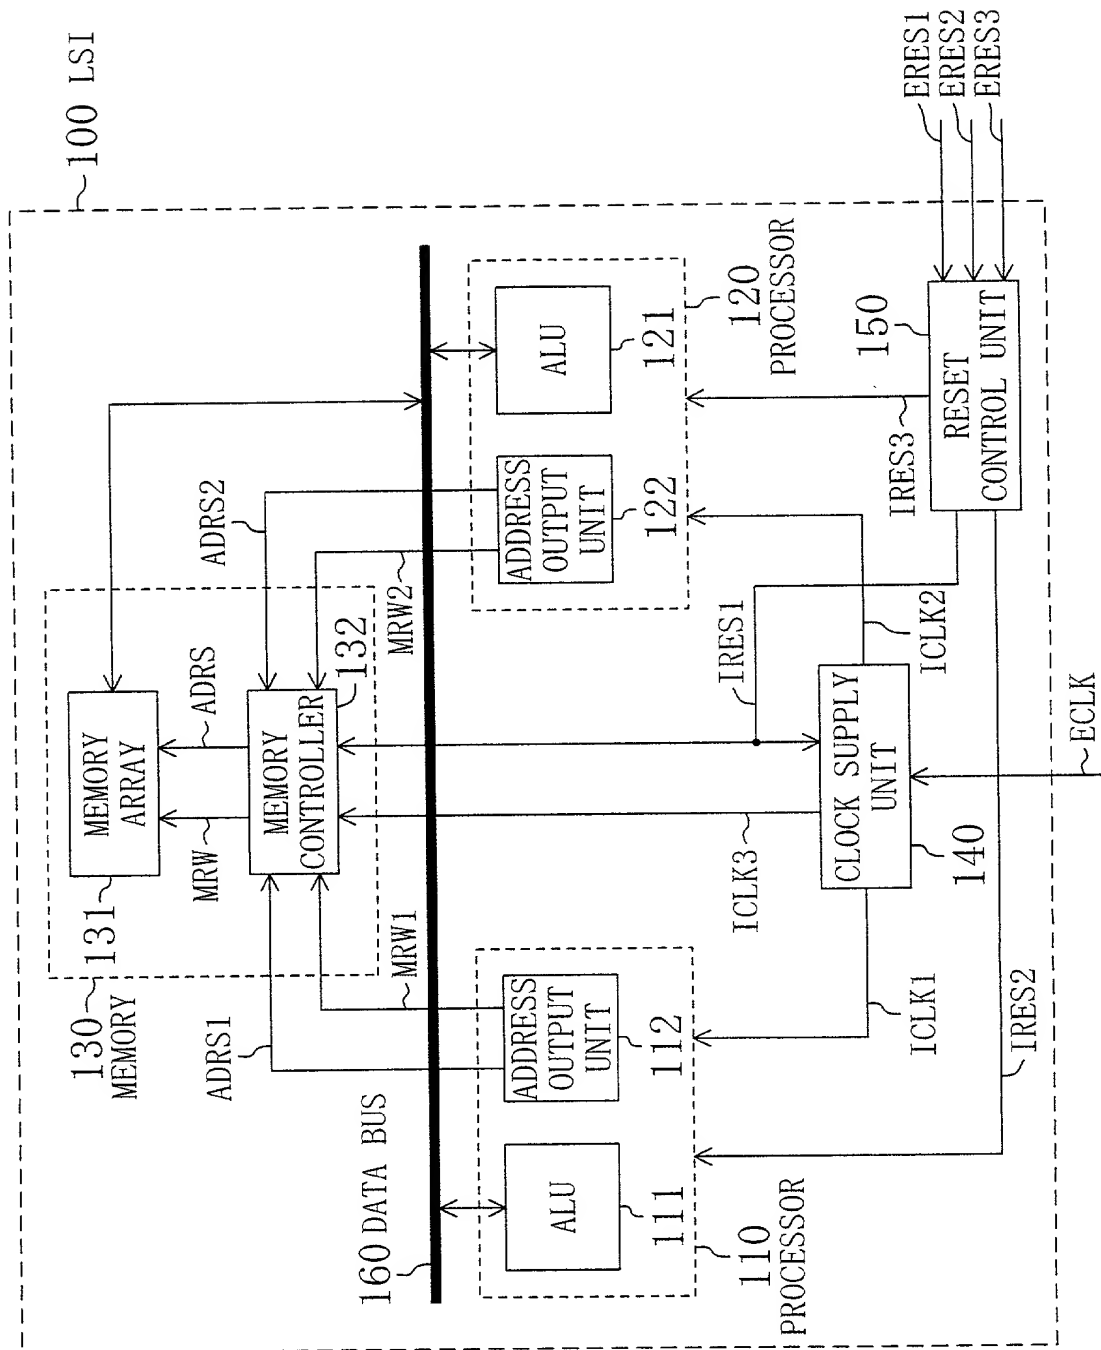 100 LSI
130
MEMORY
131
MEMORY
ARRAY
MRW
ADRS
MEMORY
CONTROLLER
132
ADRS1
MRW1
ADRS2
MRW2
160 DATA BUS
ALU
111
ADDRESS
OUTPUT
UNIT
112
110
PROCESSOR
ADDRESS
OUTPUT
UNIT
122
ALU
121
120
PROCESSOR
ICLK3
IRES1
IRES3
CLOCK SUPPLY
UNIT
140
ICLK1
ICLK2
150
RESET
CONTROL UNIT
IRES2
ECLK
ERES1
ERES2
ERES3